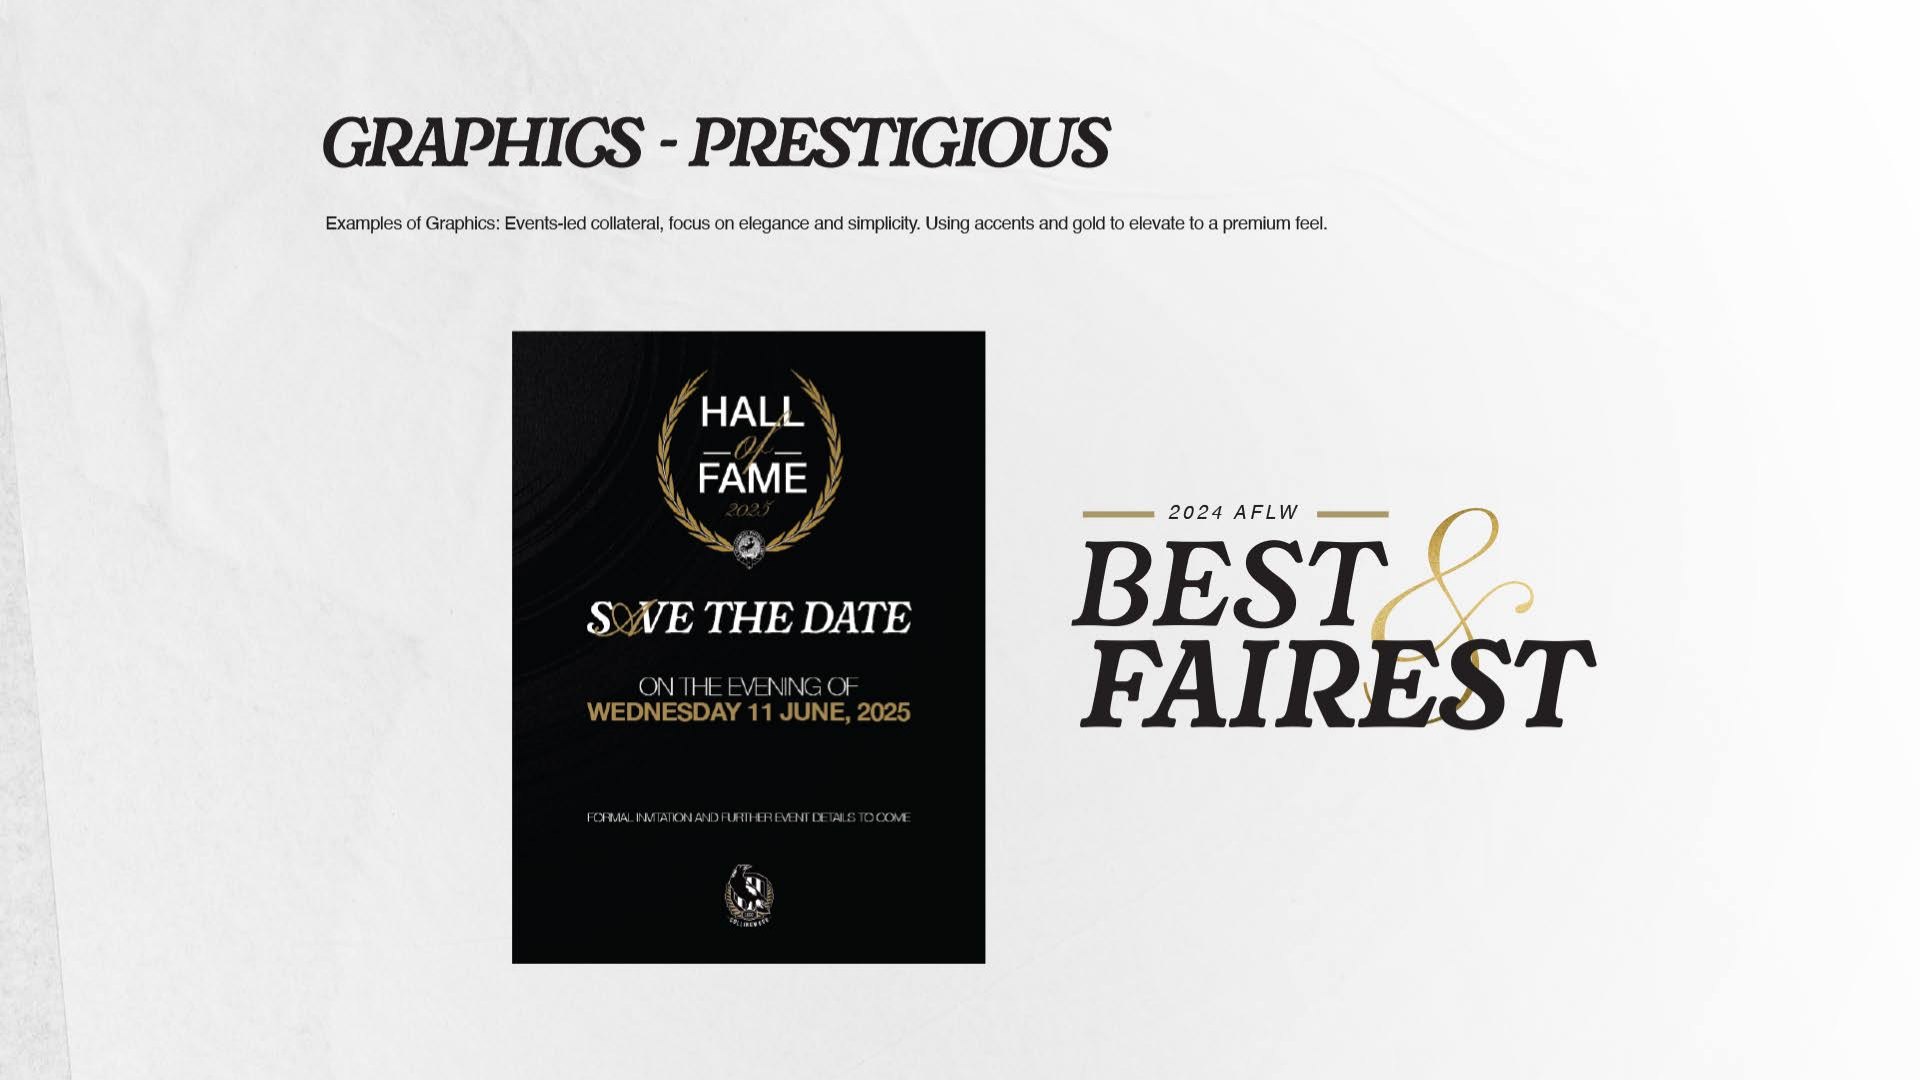 GRAPHICS - PRESTIGIOUS
Examples of Graphics: Events-led collateral, focus on elegance and simplicity. Using accents and gold to elevate to a premium feel.
HALL
of
FAME
2025
SAVE THE DATE
ON THE EVENING OF
WEDNESDAY 11 JUNE, 2025
FORMAL INVITATION AND FURTHER EVENT DETAILS TO COME
COLLINGWOOD
2024 AFLW
BEST &
FAIREST